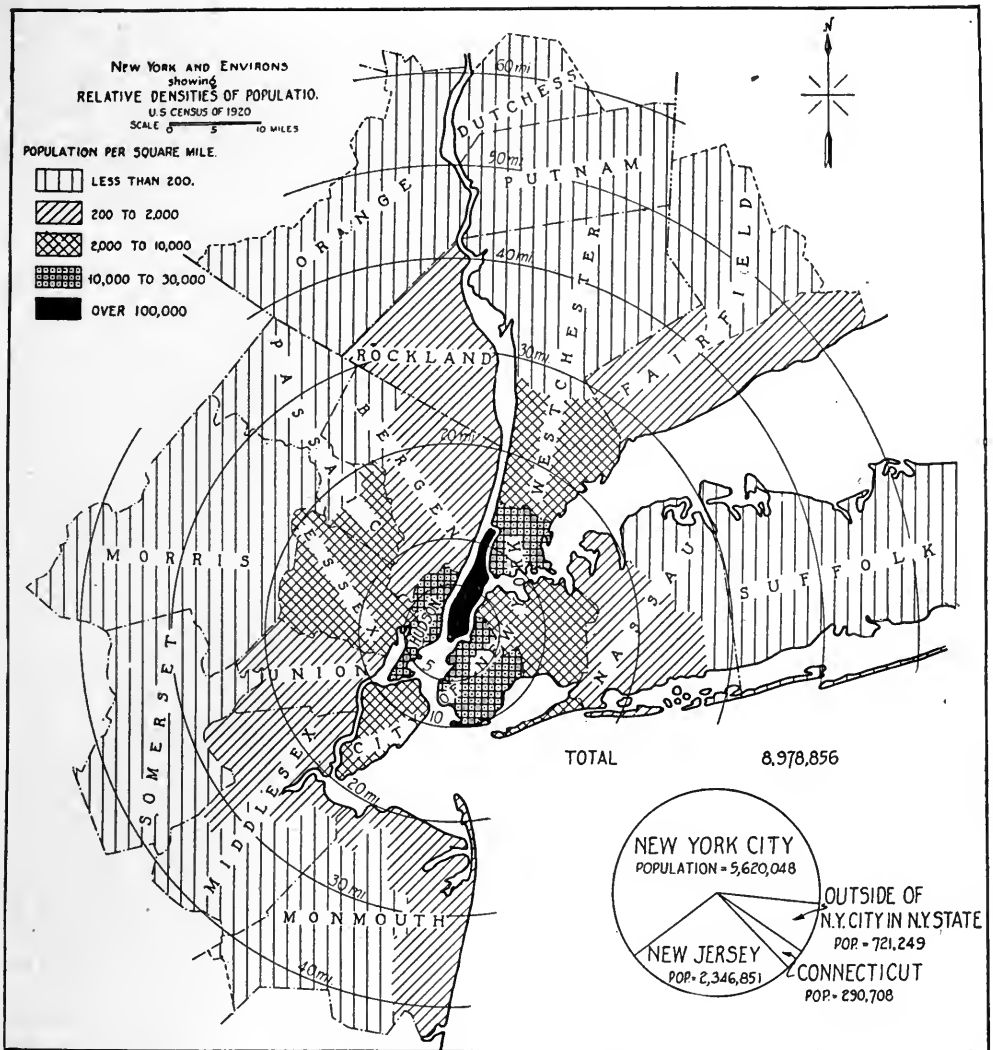 NEW YORK AND ENVIRONS
showing
RELATIVE DENSITIES OF POPULATIO.
U.S CENSUS OF 1920
SCALE 0 5 10 MILES
POPULATION PER SQUARE MILE.
LESS THAN 200.
200 TO 2,000
2,000 TO 10,000
10,000 TO 30,000
OVER 100,000
N
60 mi.
DUTCHESS
50 mi.
PUTNAM
ORANGE
40 mi.
FAIRFIELD
WESTCHESTER
ROCKLAND
30 mi.
PASSAIC
BERGEN
20 mi.
MORRIS
ESSEX
HUDSON
CITY OF NEW YORK
NASSAU
SUFFOLK
UNION
5
10
SOMERSET
MIDDLESEX
20 mi.
30 mi.
MONMOUTH
40 mi.
TOTAL 8,978,856
NEW YORK CITY
POPULATION = 5,620,048
OUTSIDE OF
N.Y. CITY IN N.Y. STATE
POP. = 721,249
NEW JERSEY
POP. = 2,346,851
CONNECTICUT
POP. = 290,708